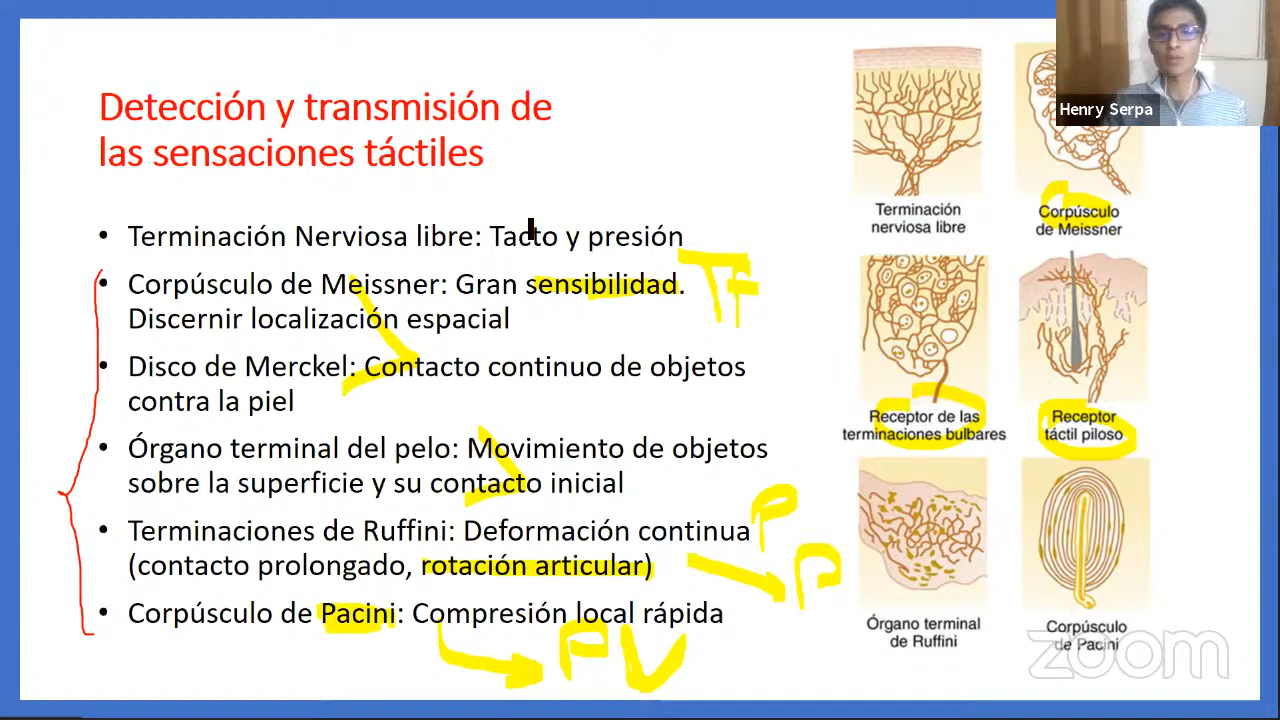 Detección y transmisión de
las sensaciones táctiles
• Terminación Nerviosa libre: Tacto y presión
• Corpúsculo de Meissner: Gran sensibilidad.
Discernir localización espacial
• Disco de Merckel: Contacto continuo de objetos
contra la piel
• Órgano terminal del pelo: Movimiento de objetos
sobre la superficie y su contacto inicial
• Terminaciones de Ruffini: Deformación continua
(contacto prolongado, rotación articular)
• Corpúsculo de Pacini: Compresión local rápida
TF
P
P
PV
Henry Serpa
Terminación
nerviosa libre
Corpúsculo
de Meissner
Receptor de las
terminaciones bulbares
Receptor
táctil piloso
Órgano terminal
de Ruffini
Corpúsculo
de Pacini
zoom